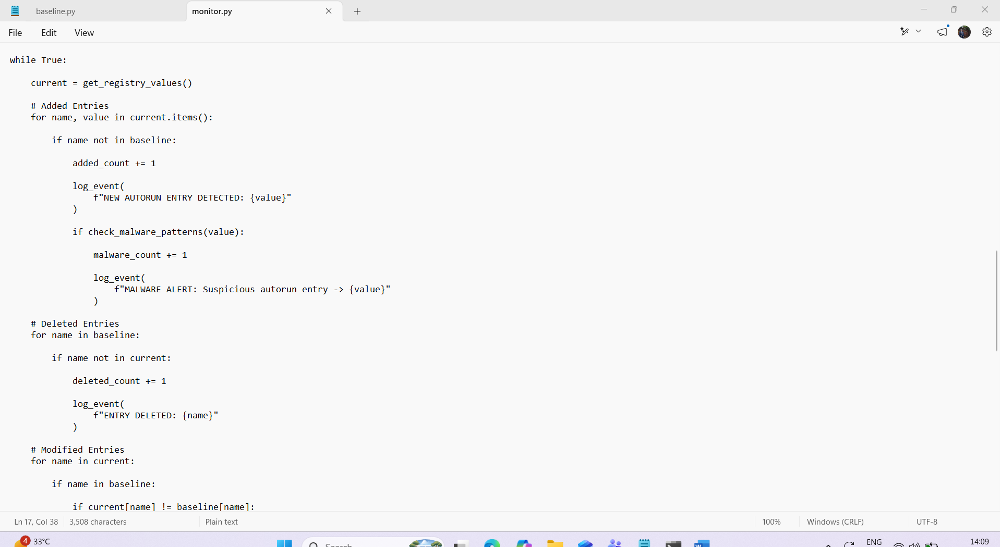 baseline.py
monitor.py
File Edit View
while True:
    current = get_registry_values()
    # Added Entries
    for name, value in current.items():
        if name not in baseline:
            added_count += 1
            log_event(
                f"NEW AUTORUN ENTRY DETECTED: {value}"
            )
            if check_malware_patterns(value):
                malware_count += 1
                log_event(
                    f"MALWARE ALERT: Suspicious autorun entry -> {value}"
                )
    # Deleted Entries
    for name in baseline:
        if name not in current:
            deleted_count += 1
            log_event(
                f"ENTRY DELETED: {name}"
            )
    # Modified Entries
    for name in current:
        if name in baseline:
            if current[name] != baseline[name]:
Ln 17, Col 38 3,508 characters Plain text 100% Windows (CRLF) UTF-8
4 33°C Search W ENG 14:09